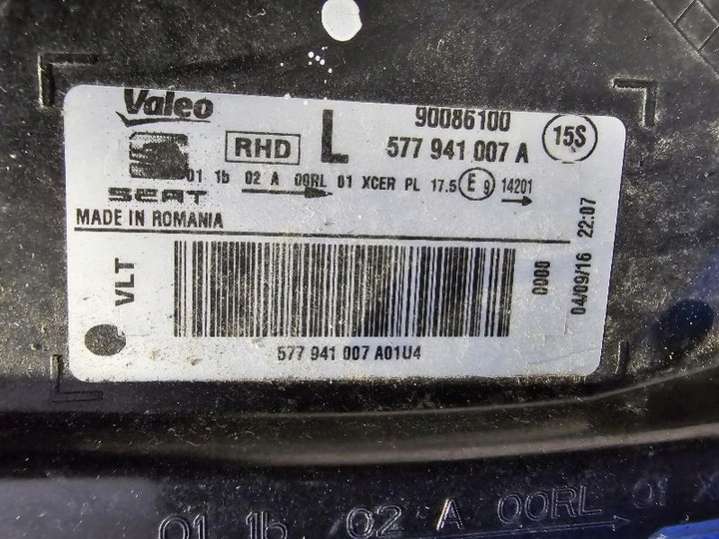 Valeo
90086100
RHD L 577 941 007 A 15S
01 1b 02 A 00RL 01 XCER PL 17.5 E 9 14201
SEAT
MADE IN ROMANIA
VLT
0000
04/09/16 22:07
577 941 007 A01U4
01 1b 02 A 00RL 01 X